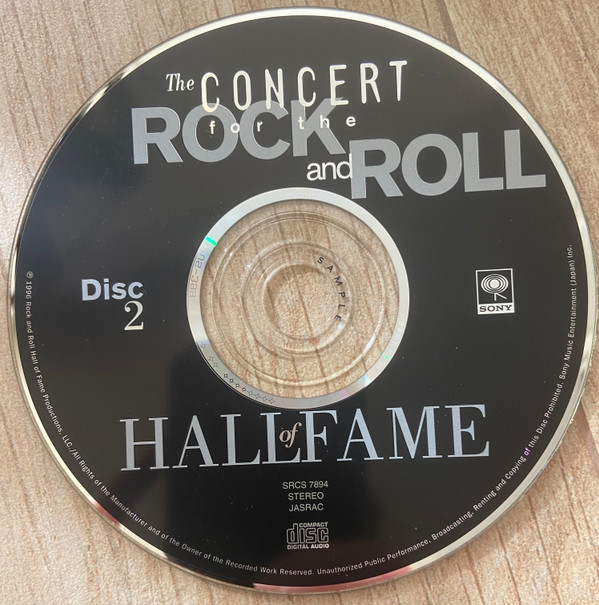 The CONCERT
for the
ROCK
and ROLL
SAMPLE
Disc
2
SONY
HALL of FAME
SRCS 7894
STEREO
JASRAC
COMPACT
disc
DIGITAL AUDIO
℗ 1996 Rock and Roll Hall of Fame Productions, LLC./All Rights of the Manufacturer and of the Owner of the Recorded Work Reserved. Unauthorized Public Performance, Broadcasting, Renting and Copying of this Disc Prohibited. Sony Music Entertainment (Japan) Inc.